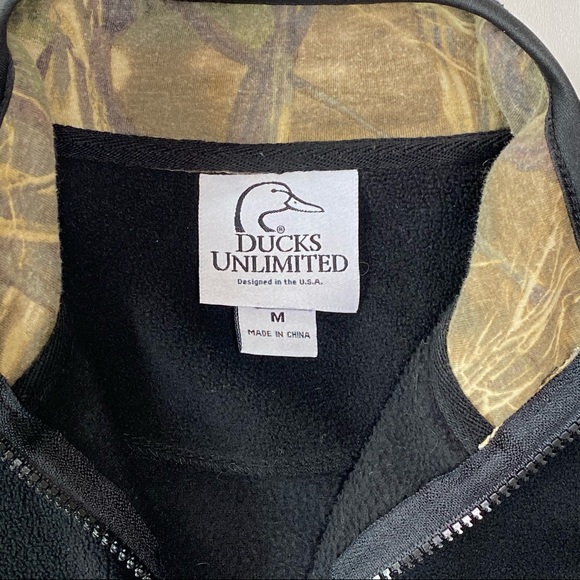 ®
DUCKS
UNLIMITED
Designed in the U.S.A.
M
MADE IN CHINA